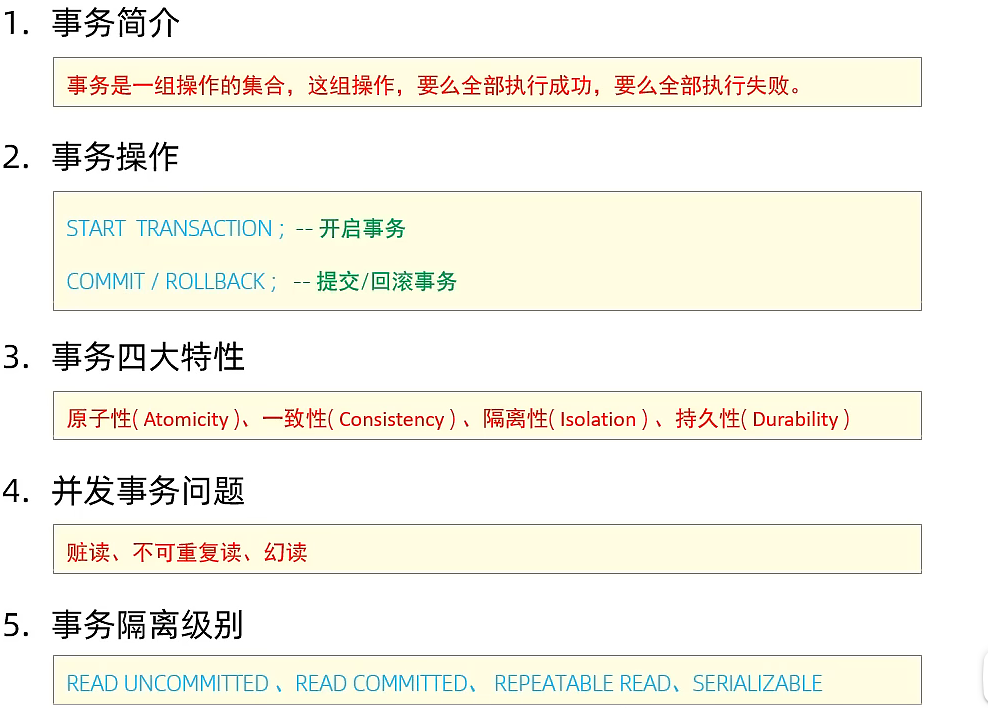 1. 事务简介
事务是一组操作的集合，这组操作，要么全部执行成功，要么全部执行失败。
2. 事务操作
START TRANSACTION ; -- 开启事务
COMMIT / ROLLBACK ; -- 提交/回滚事务
3. 事务四大特性
原子性( Atomicity )、一致性( Consistency ) 、隔离性( Isolation ) 、持久性( Durability )
4. 并发事务问题
脏读、不可重复读、幻读
5. 事务隔离级别
READ UNCOMMITTED 、READ COMMITTED、 REPEATABLE READ、SERIALIZABLE